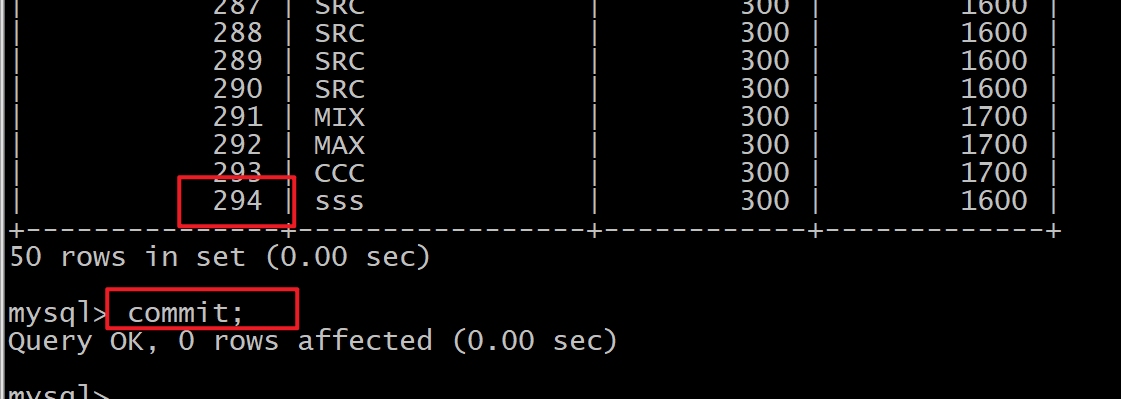 | 287 | SRC | 300 | 1600 |
| 288 | SRC | 300 | 1600 |
| 289 | SRC | 300 | 1600 |
| 290 | SRC | 300 | 1600 |
| 291 | MIX | 300 | 1700 |
| 292 | MAX | 300 | 1700 |
| 293 | CCC | 300 | 1700 |
| 294 | sss | 300 | 1600 |
+----------------+-----------------+------------+-------------+
50 rows in set (0.00 sec)
mysql> commit;
Query OK, 0 rows affected (0.00 sec)
mysql>